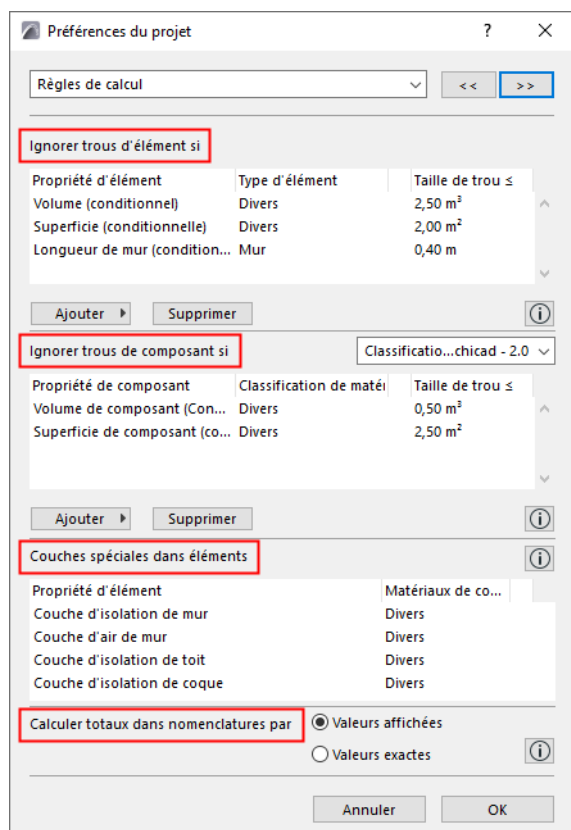 Préférences du projet ? ×
Règles de calcul << >>
Ignorer trous d'élément si
Propriété d'élément Type d'élément Taille de trou ≤
Volume (conditionnel) Divers 2,50 m³
Superficie (conditionnelle) Divers 2,00 m²
Longueur de mur (condition... Mur 0,40 m
Ajouter Supprimer
Ignorer trous de composant si Classificatio...chicad - 2.0
Propriété de composant Classification de maté Taille de trou ≤
Volume de composant (Con... Divers 0,50 m³
Superficie de composant (co... Divers 2,50 m²
Ajouter Supprimer
Couches spéciales dans éléments
Propriété d'élément Matériaux de co...
Couche d'isolation de mur Divers
Couche d'air de mur Divers
Couche d'isolation de toit Divers
Couche d'isolation de coque Divers
Calculer totaux dans nomenclatures par Valeurs affichées
Valeurs exactes
Annuler OK